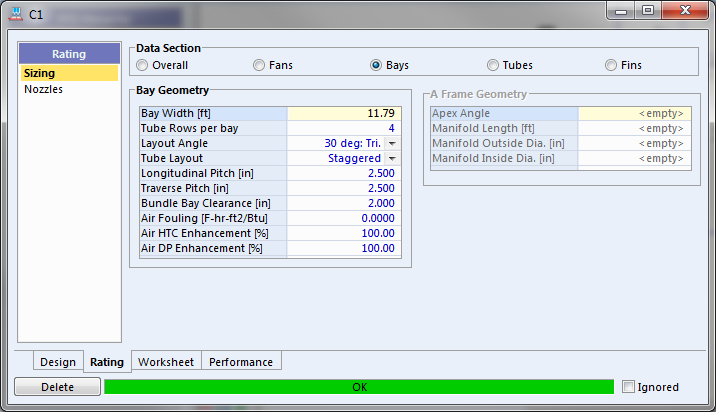 C1
Rating
Sizing
Nozzles
Data Section
Overall Fans Bays Tubes Fins
Bay Geometry
Bay Width [ft] 11.79
Tube Rows per bay 4
Layout Angle 30 deg: Tri.
Tube Layout Staggered
Longitudinal Pitch [in] 2.500
Traverse Pitch [in] 2.500
Bundle Bay Clearance [in] 2.000
Air Fouling [F-hr-ft2/Btu] 0.0000
Air HTC Enhancement [%] 100.00
Air DP Enhancement [%] 100.00
A Frame Geometry
Apex Angle <empty>
Manifold Length [ft] <empty>
Manifold Outside Dia. [in] <empty>
Manifold Inside Dia. [in] <empty>
Design Rating Worksheet Performance
Delete OK Ignored